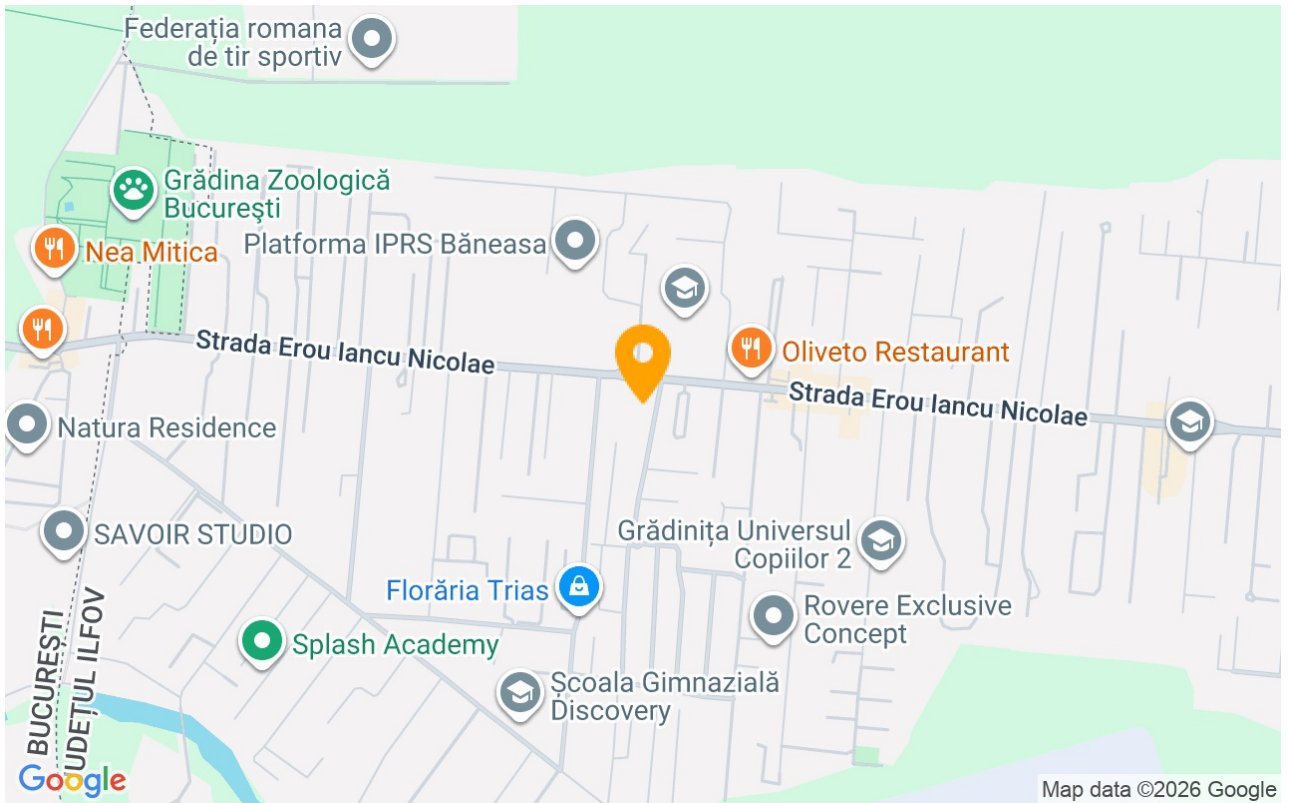 Federația romana
de tir sportiv
Grădina Zoologică
București
Nea Mitica
Platforma IPRS Băneasa
Strada Erou Iancu Nicolae
Oliveto Restaurant
Strada Erou Iancu Nicolae
Natura Residence
SAVOIR STUDIO
Grădinița Universul
Copiilor 2
Florăria Trias
Rovere Exclusive
Concept
Splash Academy
Școala Gimnazială
Discovery
BUCUREȘTI
JUDEȚUL ILFOV
Google
Map data ©2026 Google